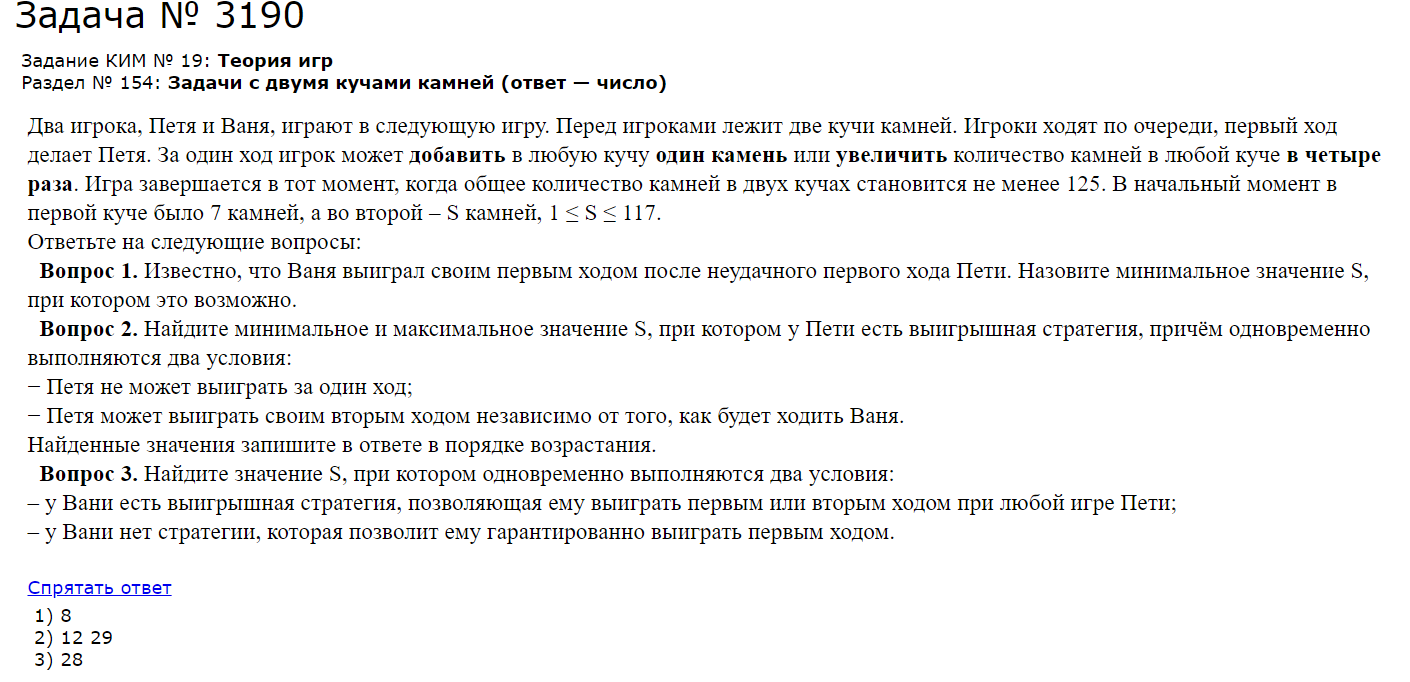 Задача № 3190
Задание КИМ № 19: Теория игр
Раздел № 154: Задачи с двумя кучами камней (ответ — число)
Два игрока, Петя и Ваня, играют в следующую игру. Перед игроками лежит две кучи камней. Игроки ходят по очереди, первый ход
делает Петя. За один ход игрок может добавить в любую кучу один камень или увеличить количество камней в любой куче в четыре
раза. Игра завершается в тот момент, когда общее количество камней в двух кучах становится не менее 125. В начальный момент в
первой куче было 7 камней, а во второй – S камней, 1 ≤ S ≤ 117.
Ответьте на следующие вопросы:
Вопрос 1. Известно, что Ваня выиграл своим первым ходом после неудачного первого хода Пети. Назовите минимальное значение S,
при котором это возможно.
Вопрос 2. Найдите минимальное и максимальное значение S, при котором у Пети есть выигрышная стратегия, причём одновременно
выполняются два условия:
− Петя не может выиграть за один ход;
− Петя может выиграть своим вторым ходом независимо от того, как будет ходить Ваня.
Найденные значения запишите в ответе в порядке возрастания.
Вопрос 3. Найдите значение S, при котором одновременно выполняются два условия:
– у Вани есть выигрышная стратегия, позволяющая ему выиграть первым или вторым ходом при любой игре Пети;
– у Вани нет стратегии, которая позволит ему гарантированно выиграть первым ходом.
Спрятать ответ
1) 8
2) 12 29
3) 28